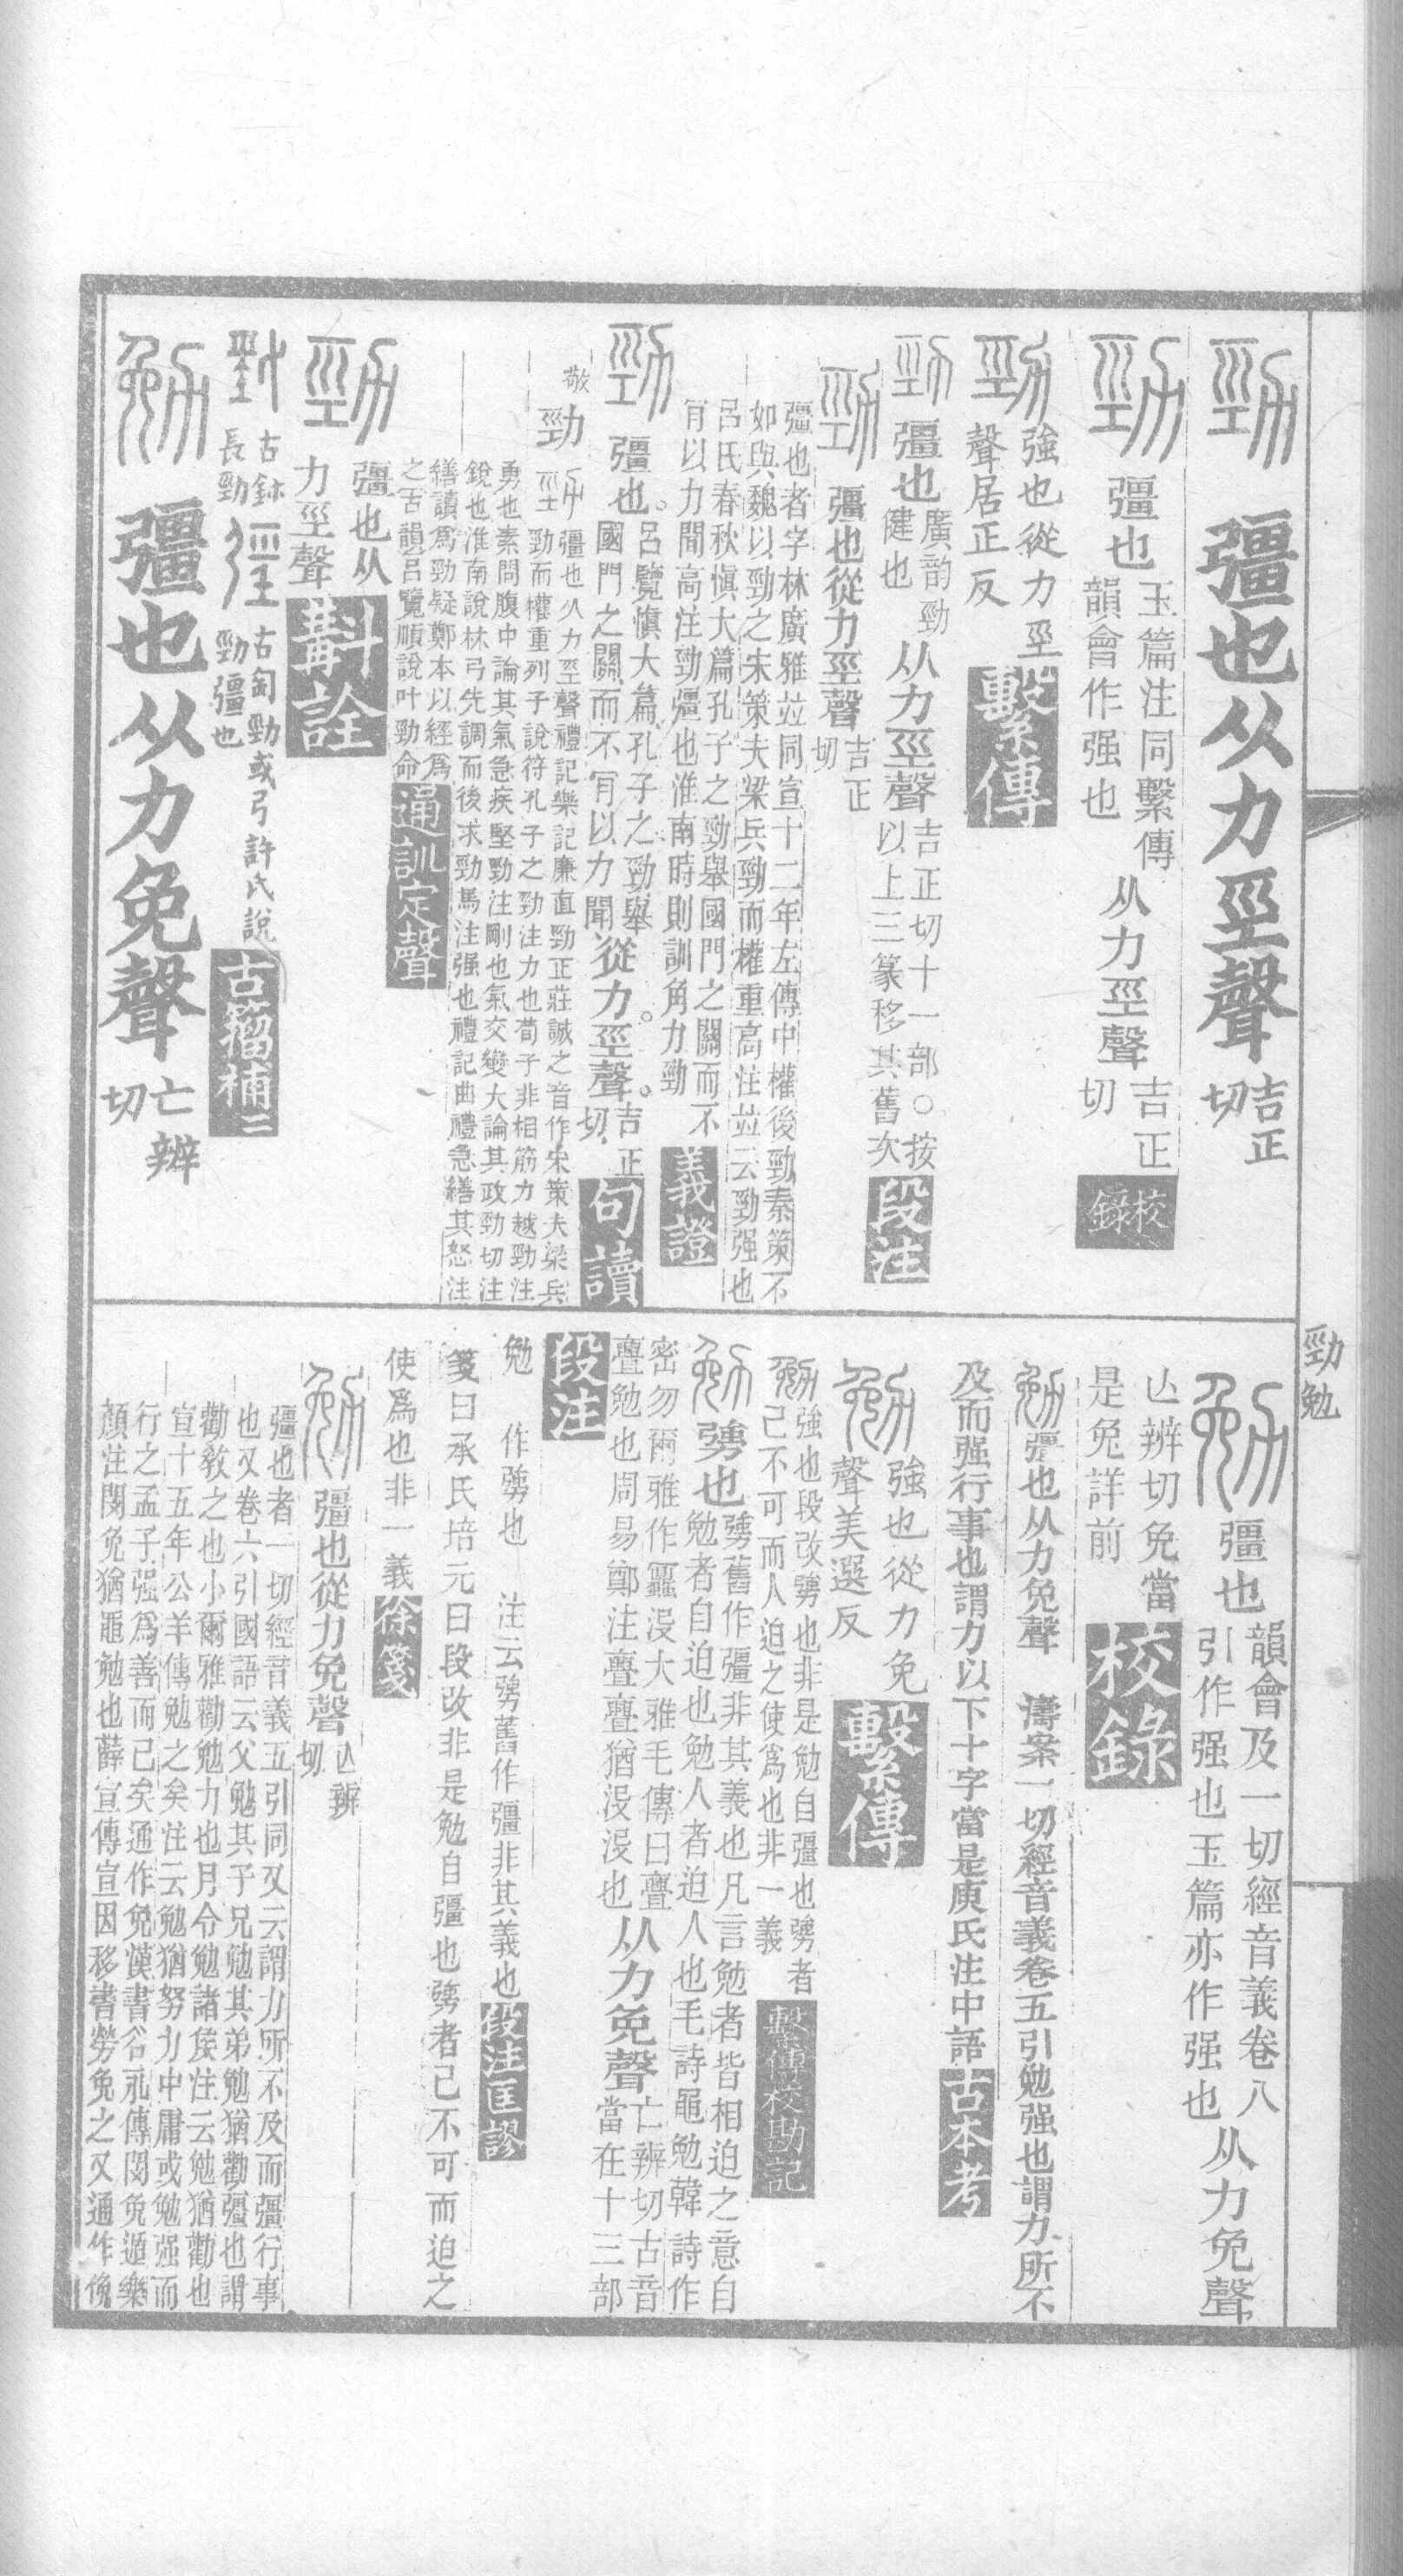 勁 彊也从力巠聲 吉正切
勁 彊也 玉篇注同繫傳韻會作强也 从力巠聲 吉正切 校錄
勁 強也從力巠聲居正反 繫傳
勁 彊也 廣韵勁健也 从力巠聲 吉正切十一部○按以上三篆移其舊次 段注
勁 彊也從力巠聲 吉正切
彊也者字林廣雅竝同宣十二年左傳中權後勁秦策不
如與魏以勁之宋策夫梁兵勁而權重高注竝云勁强也
呂氏春秋愼大篇孔子之勁舉國門之關而不
肎以力聞高注勁彊也淮南時則訓角力勁 義證
勁 彊也。呂覽愼大篇孔子之勁舉國門之關而不肎以力聞 從力。巠聲。吉正切 句讀
敬 勁 彊也从力巠聲禮記樂記廉直勁正莊誠之音作宋策夫梁兵
勁而權重列子說符孔子之勁注力也荀子非相筋力越勁注
勇也素問腹中論其氣急疾堅勁注剛也氣交變大論其政勁切注
銳也淮南說林弓先調而後求勁馬注强也禮記曲禮急繕其怒注
繕讀爲勁疑鄭本以經爲
之古韻呂覽順說叶勁命 通訓定聲
勁 彊也从力巠聲 斠詮
古鉥長勁 古匋勁或弓許氏說勁彊也 古籀補二
勉 彊也从力免聲 亡辨切
勁勉
勉 彊也 韻會及一切經音義卷八引作强也玉篇亦作强也 从力免聲
亾辨切免當是免詳前 校錄
勉彊也从力免聲 濤案一切經音義卷五引勉强也謂力所不
及而强行事也謂力以下十字當是庾氏注中語 古本考
勉 強也從力免聲美選反 繫傳
勉強也段改勥也非是勉自彊也勥者
己不可而人迫之使爲也非一義 繫傳校勘記
勉 勥也 勥舊作彊非其義也凡言勉者皆相迫之意自
勉者自迫也勉人者迫人也毛詩黽勉韓詩作
密勿爾雅作蠠没大雅毛傳曰亹
亹勉也周易鄭注亹亹猶没没也 从力免聲 亡辨切古音當在十三部
段注
勉 作勥也 注云勥舊作彊非其義也 段注匡謬
箋曰承氏培元曰段改非是勉自彊也勥者己不可而迫之
使爲也非一義 徐箋
勉 彊也從力免聲 亾辨切
彊也者一切經音義五引同又云謂力所不及而彊行事
也又卷六引國語云父勉其子兄勉其弟勉猶勸彊也謂
勸敎之也小爾雅勸勉力也月令勉諸侯注云勉猶勸也
宣十五年公羊傳勉之矣注云勉猶努力中庸或勉强而
行之孟子强爲善而已矣通作免漢書谷永傳閔免遁樂
顏注閔免猶黽勉也薛宣傳宣因移書勞免之又通作俛